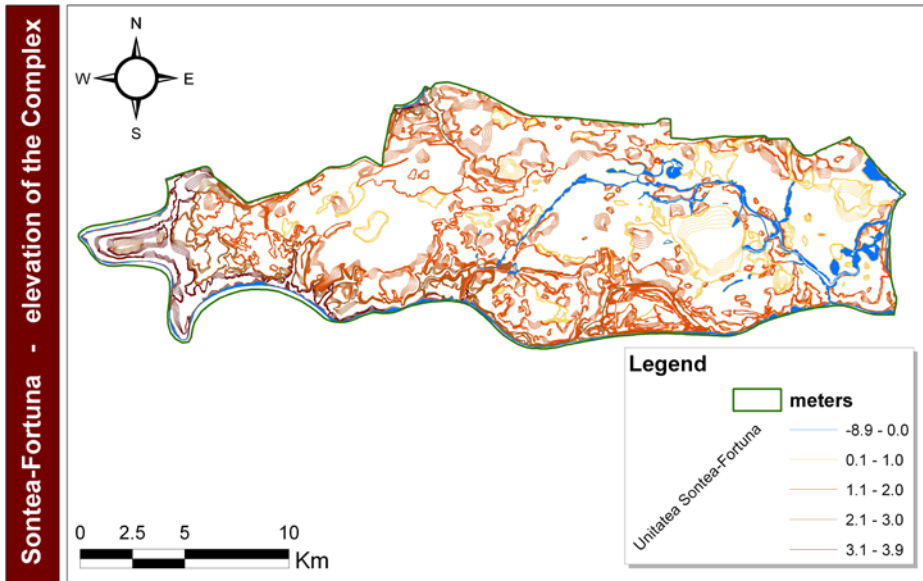 Sontea-Fortuna - elevation of the Complex
N
W E
S
Legend
meters
Unitatea Sontea-Fortuna
-8.9 - 0.0
0.1 - 1.0
1.1 - 2.0
2.1 - 3.0
3.1 - 3.9
0 2.5 5 10
Km